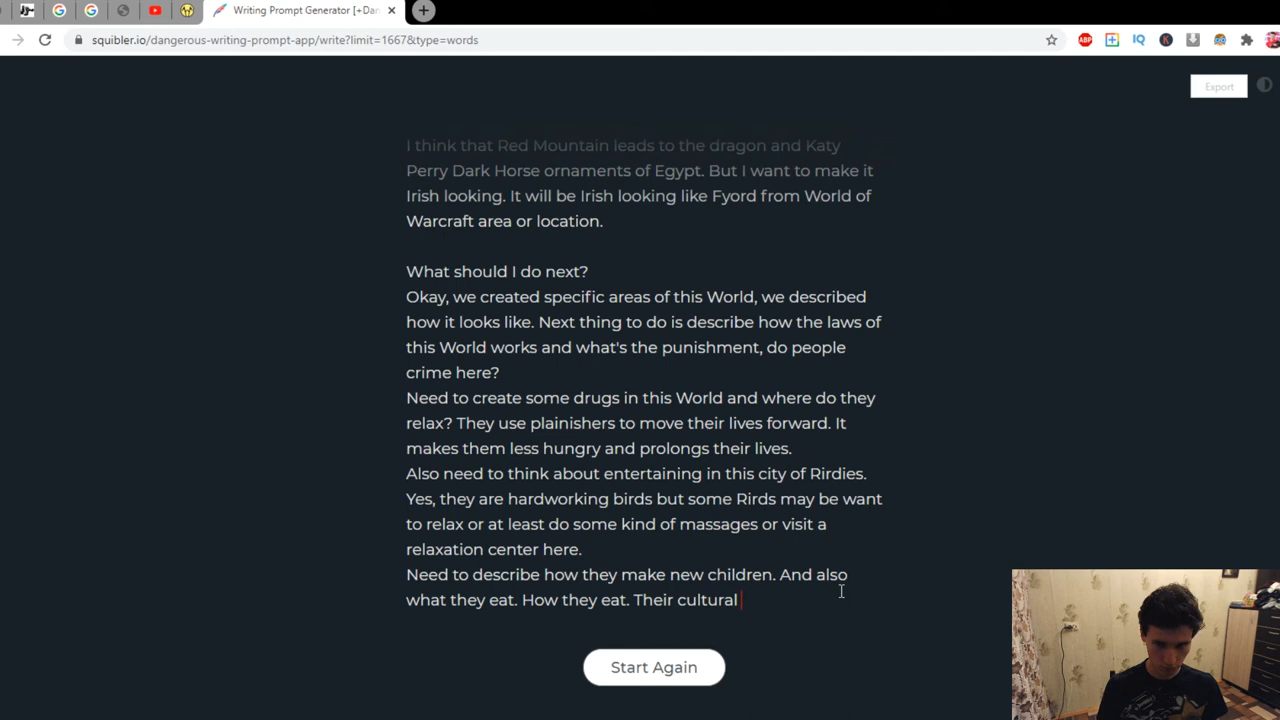 Writing Prompt Generator [+Dan
squibler.io/dangerous-writing-prompt-app/write?limit=1667&type=words
Export
I think that Red Mountain leads to the dragon and Katy
Perry Dark Horse ornaments of Egypt. But I want to make it
Irish looking. It will be Irish looking like Fyord from World of
Warcraft area or location.
What should I do next?
Okay, we created specific areas of this World, we described
how it looks like. Next thing to do is describe how the laws of
this World works and what's the punishment, do people
crime here?
Need to create some drugs in this World and where do they
relax? They use plainishers to move their lives forward. It
makes them less hungry and prolongs their lives.
Also need to think about entertaining in this city of Rirdies.
Yes, they are hardworking birds but some Rirds may be want
to relax or at least do some kind of massages or visit a
relaxation center here.
Need to describe how they make new children. And also
what they eat. How they eat. Their cultural
Start Again